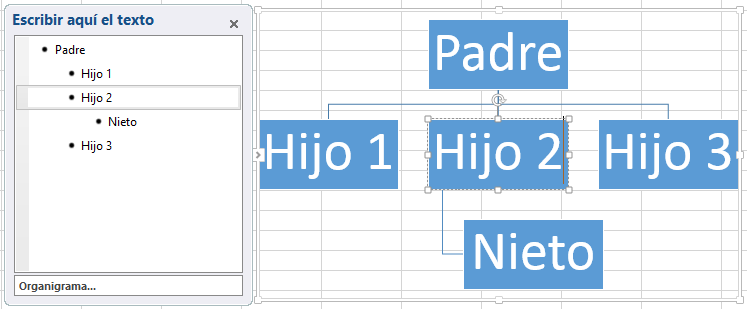 Escribir aquí el texto
Padre
Hijo 1
Hijo 2
Nieto
Hijo 3
Organigrama...
Padre
Hijo 1 Hijo 2 Hijo 3
Nieto